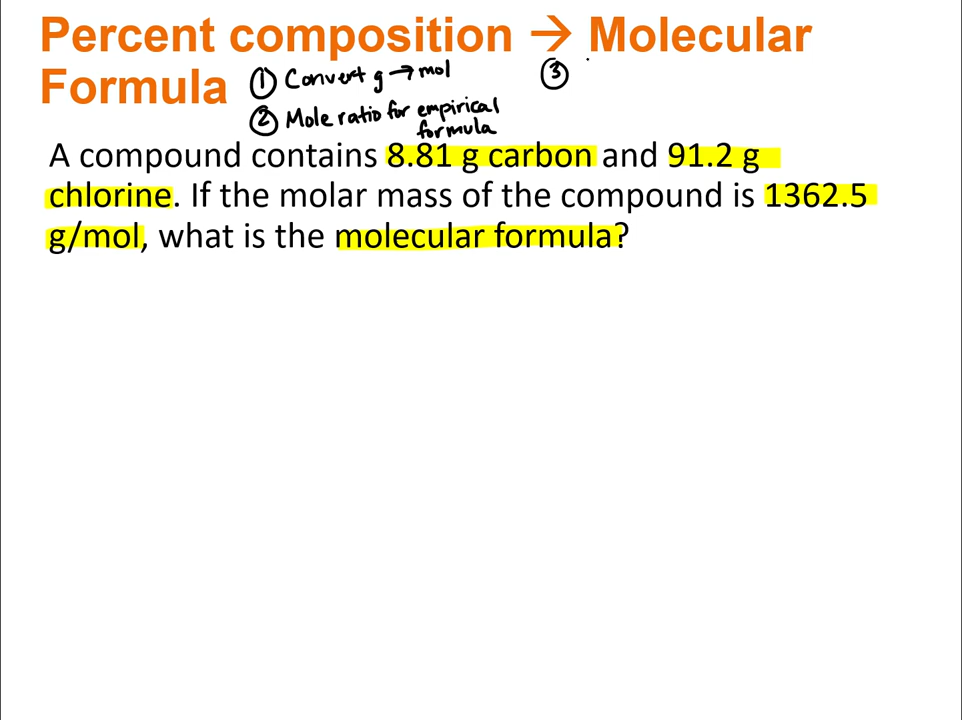 Percent composition → Molecular
Formula
① Convert g → mol
② Mole ratio for empirical
formula
③
A compound contains 8.81 g carbon and 91.2 g
chlorine. If the molar mass of the compound is 1362.5
g/mol, what is the molecular formula?